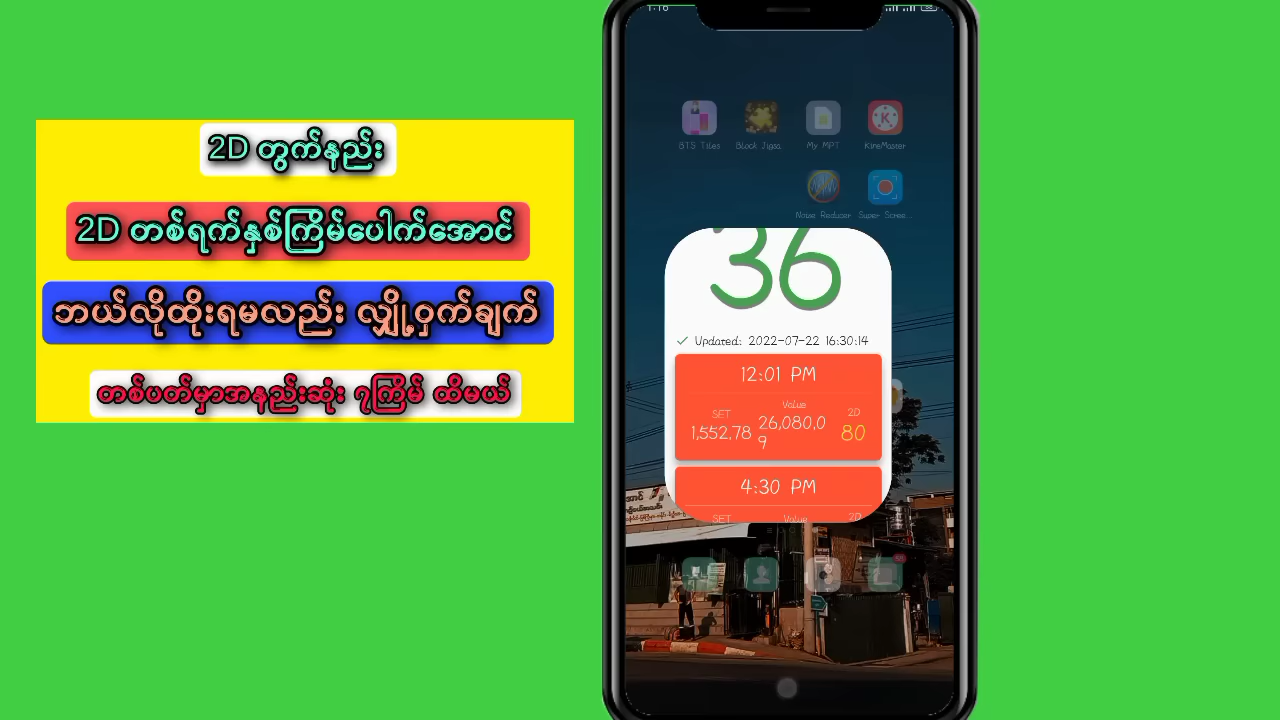 2D တွက်နည်း
2D တစ်ရက်နှစ်ကြိမ်ပေါက်အောင်
ဘယ်လိုထိုးရမလည်း လျှို့ဝှက်ချက်
တစ်ပတ်မှာအနည်းဆုံး ၇ကြိမ် ထိမယ်
1:16
BTS Tiles
Block Jigsa.
My MPT
KineMaster
Noise Reducer
Super Scree...
36
Updated: 2022-07-22 16:30:14
12:01 PM
SET
Value
2D
1,552.78
26,080.0
9
80
4:30 PM
SET
Value
2D